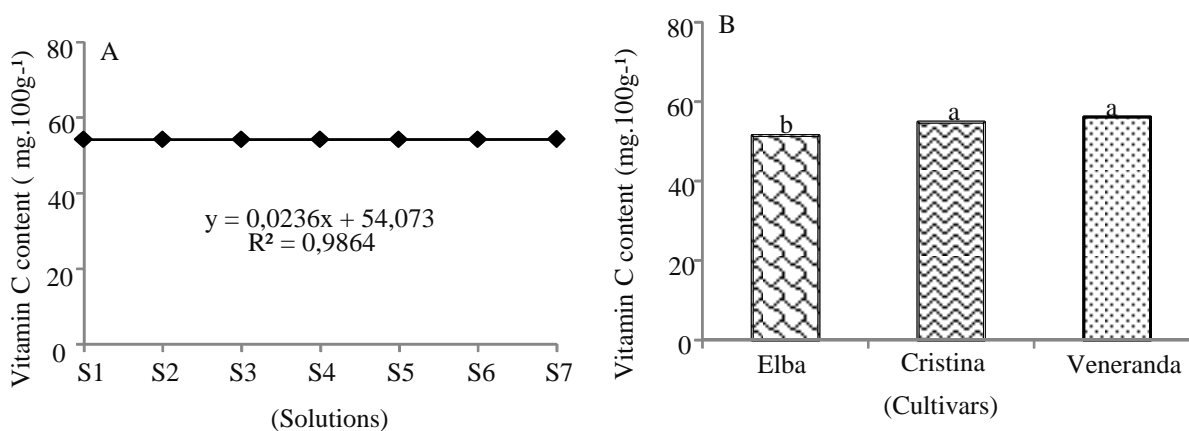 A
Vitamin C content ( mg.100g-¹)
80
60
40
20
0
y = 0,0236x + 54,073
R² = 0,9864
S1 S2 S3 S4 S5 S6 S7
(Solutions)
B
Vitamin C content (mg.100g-¹)
80
60
40
20
0
b a a
Elba Cristina Veneranda
(Cultivars)